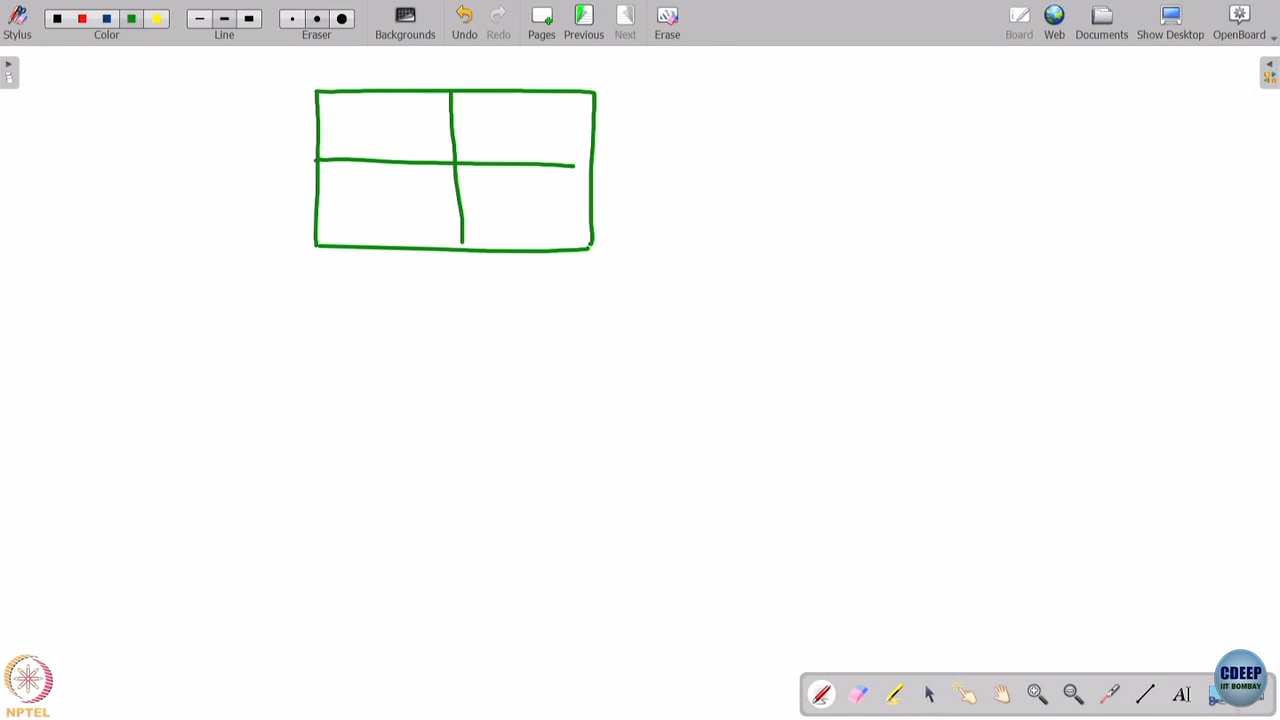 Stylus Color Line Eraser Backgrounds Undo Redo Pages Previous Next Erase Board Web Documents Show Desktop OpenBoard
NPTEL
CDEEP
IIT BOMBAY